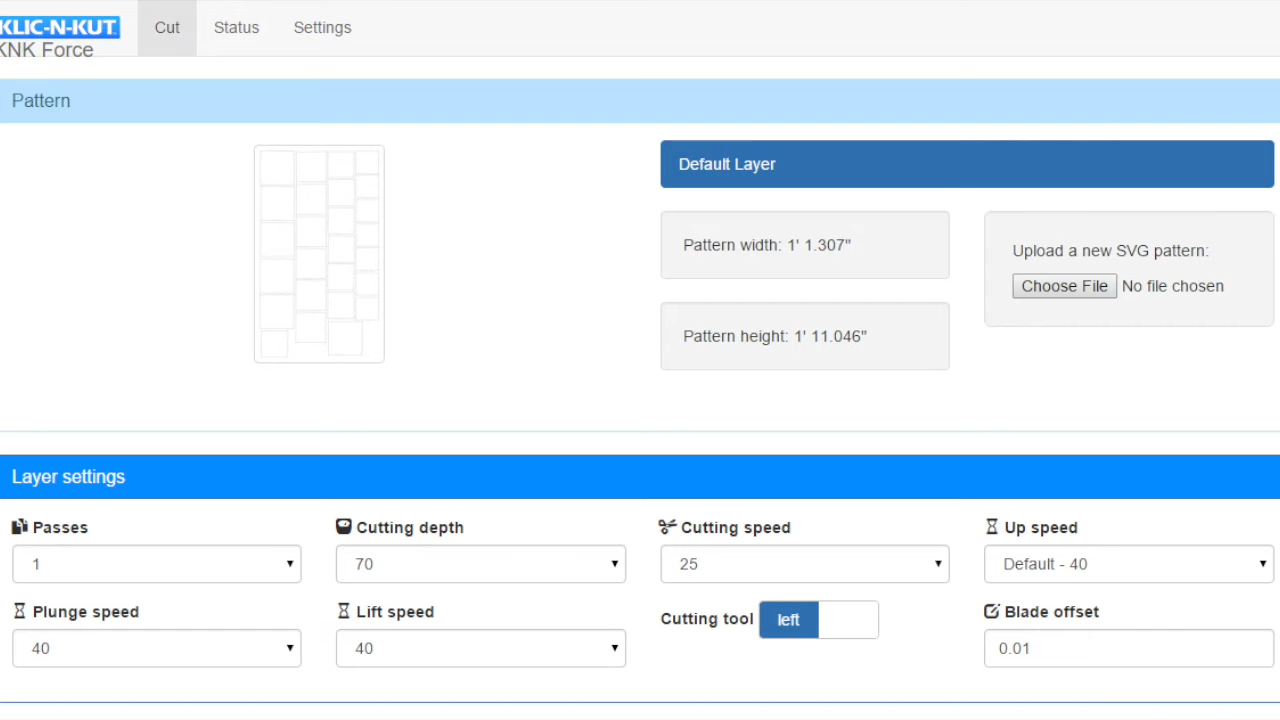 KLIC-N-KUT
KNK Force
Cut
Status
Settings
Pattern
Default Layer
Pattern width: 1' 1.307"
Pattern height: 1' 11.046"
Upload a new SVG pattern:
Choose File No file chosen
Layer settings
Passes
1
Cutting depth
70
Cutting speed
25
Up speed
Default - 40
Plunge speed
40
Lift speed
40
Cutting tool left
Blade offset
0.01